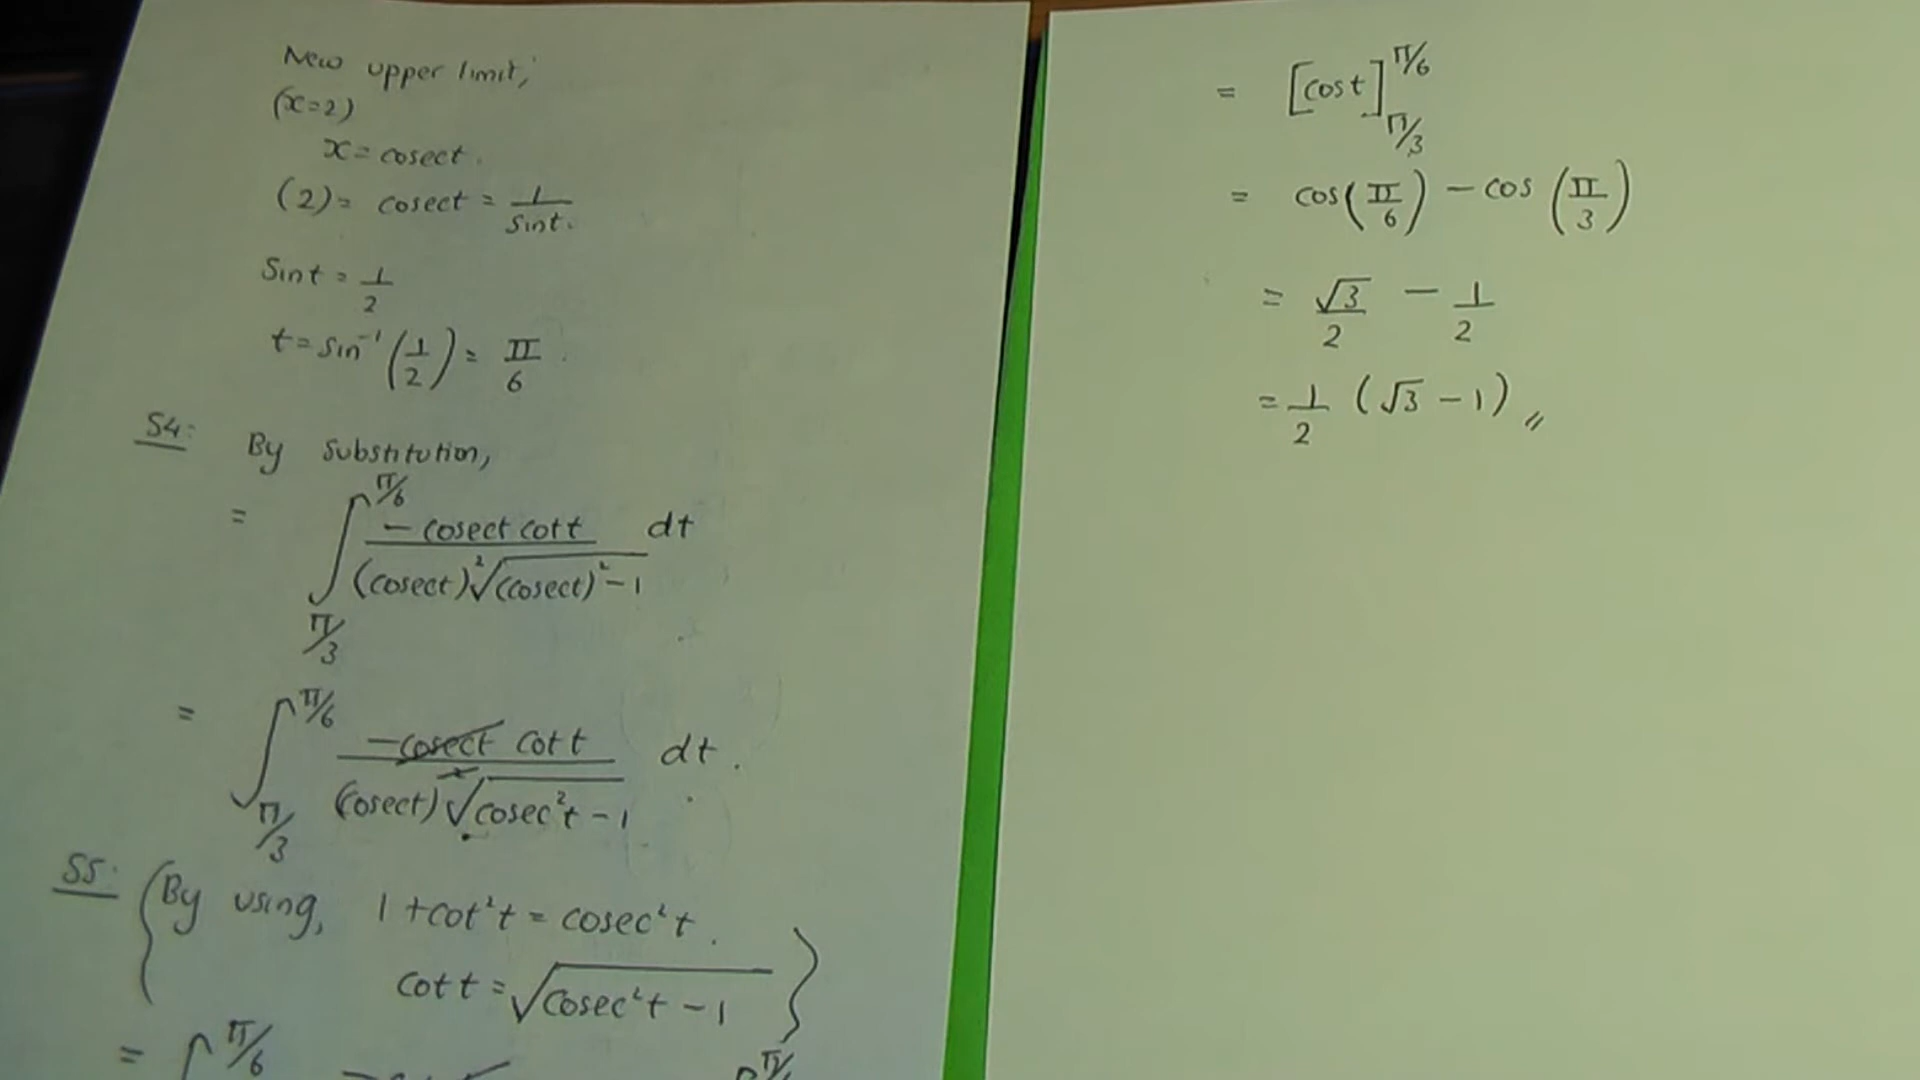 New upper limit,
(x=2)
x = cosect.
(2) = cosect = 1/sint.
Sint = 1/2
t = sin⁻¹(1/2) = π/6.
S4: By substitution,
= ∫_{π/3}^{π/6} -cosect cott / (cosect)²√((cosect)²-1) dt
= ∫_{π/3}^{π/6} -cosect cot t / (cosect)²√(cosec²t - 1) dt.
S5: {By using, 1+cot²t = cosec²t.
cot t = √(cosec²t - 1)}
= ∫^{π/6}
= [cost]_{π/3}^{π/6}
= cos(π/6) - cos(π/3)
= √3/2 - 1/2
= 1/2 (√3 - 1) //